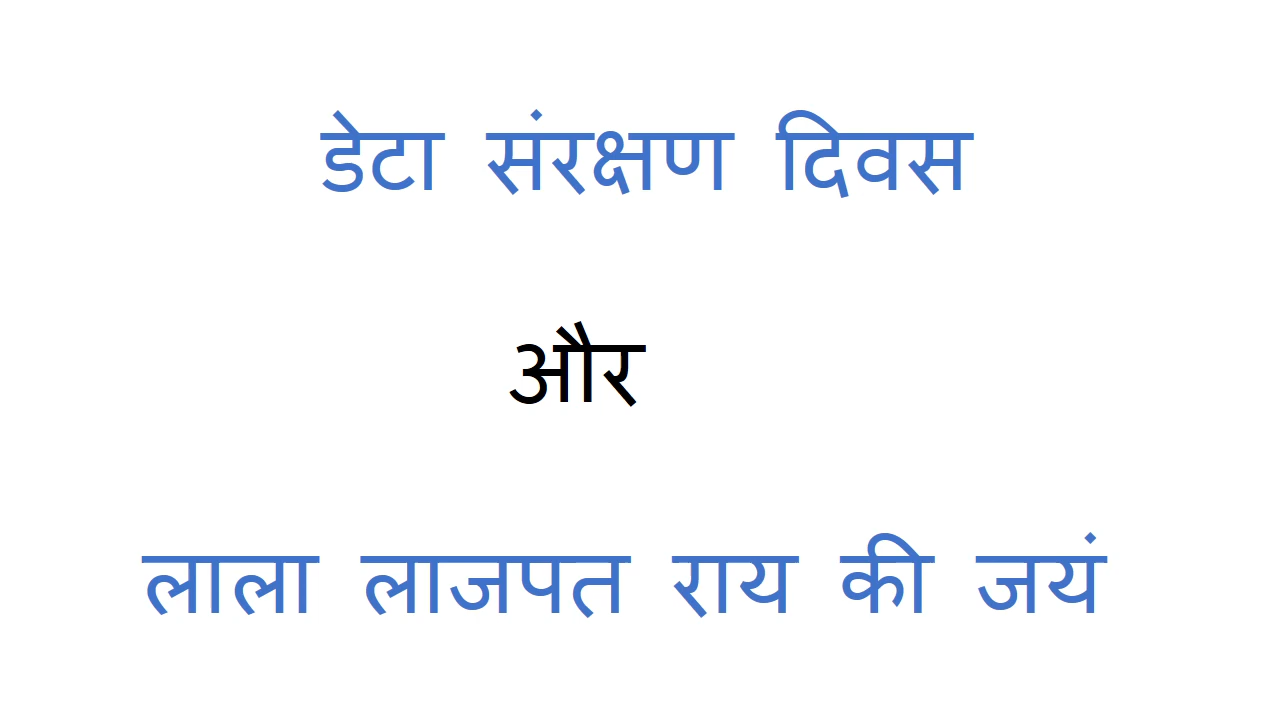 डेटा संरक्षण दिवस
और
लाला लाजपत राय की जयं